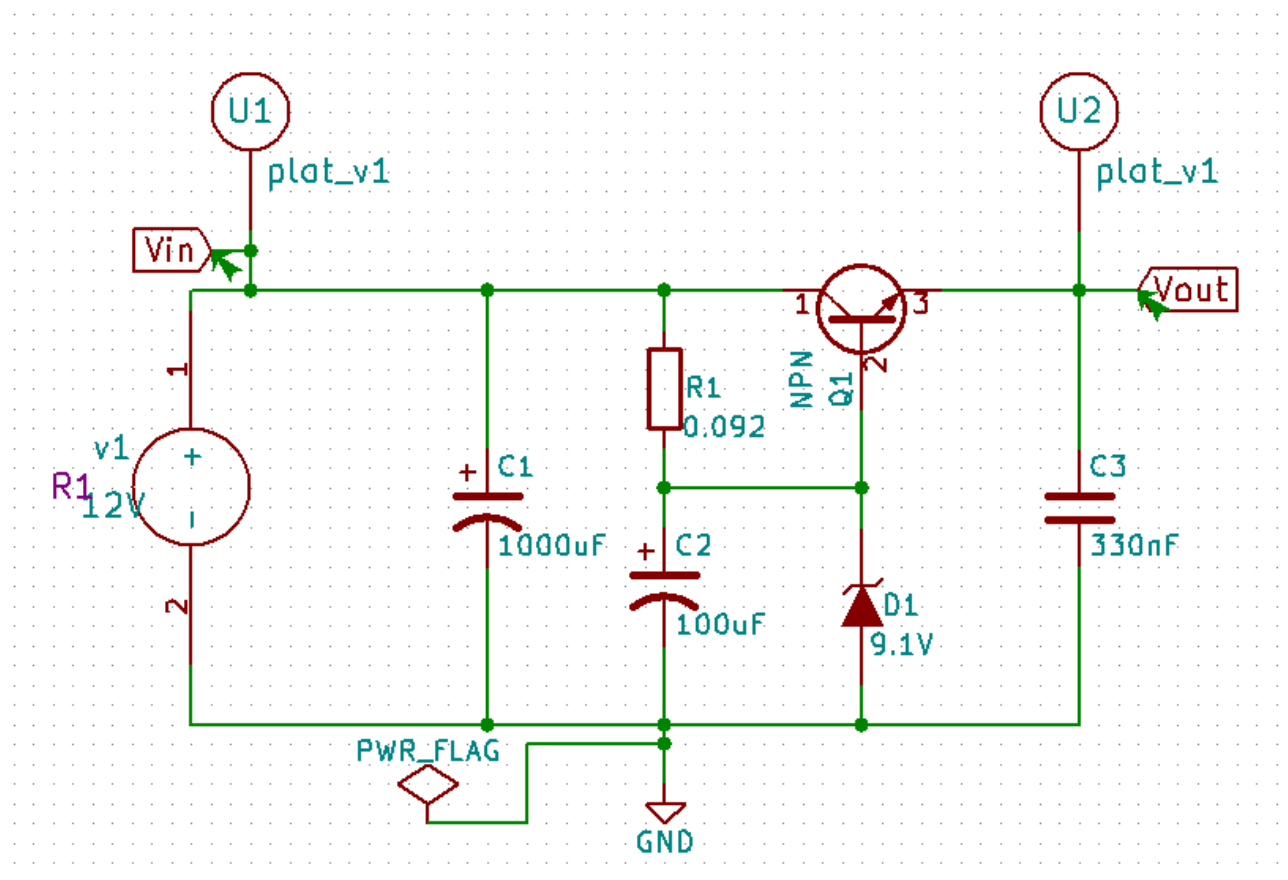 U1
U2
plat_v1
plat_v1
Vin
Vout
1
3
1
2
NPN
Q1
R1
0.092
v1
+
R1
12V
+
C1
C3
1000uF
+
C2
330nF
2
D1
100uF
9.1V
PWR_FLAG
GND